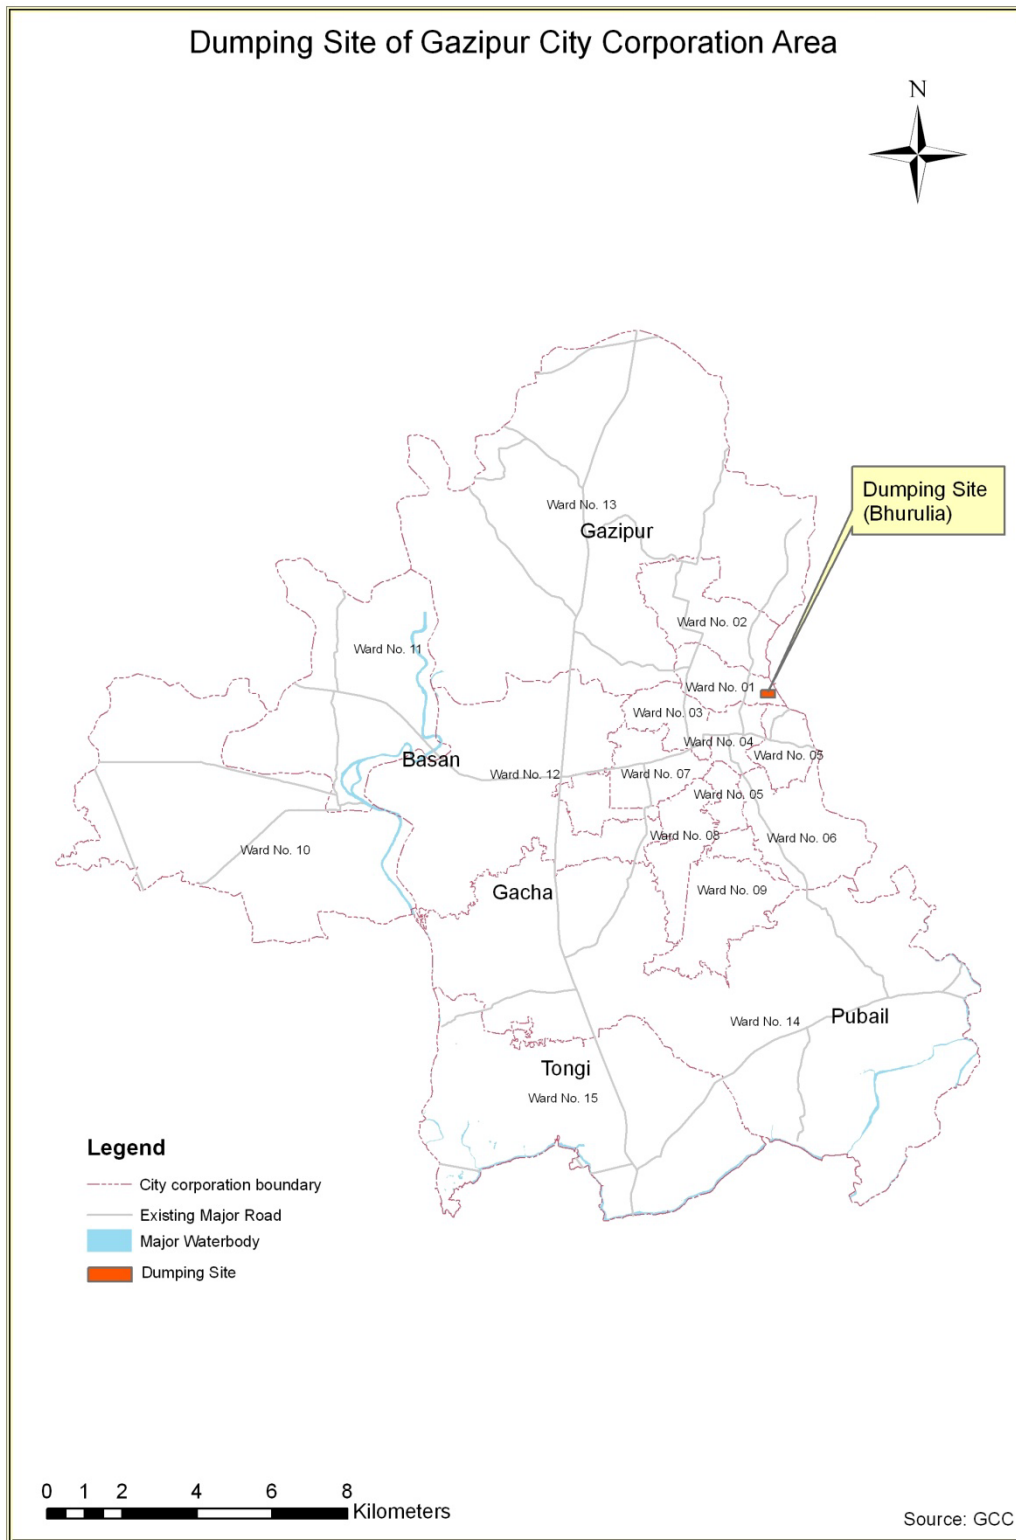 Dumping Site of Gazipur City Corporation Area
N
Dumping Site
(Bhurulia)
Ward No. 13
Gazipur
Ward No. 02
Ward No. 11
Ward No. 01
Ward No. 03
Ward No. 04
Ward No. 05
Basan
Ward No. 12
Ward No. 07
Ward No. 05
Ward No. 06
Ward No. 08
Ward No. 10
Gacha
Ward No. 09
Ward No. 14
Pubail
Tongi
Ward No. 15
Legend
City corporation boundary
Existing Major Road
Major Waterbody
Dumping Site
0 1 2 4 6 8
Kilometers
Source: GCC